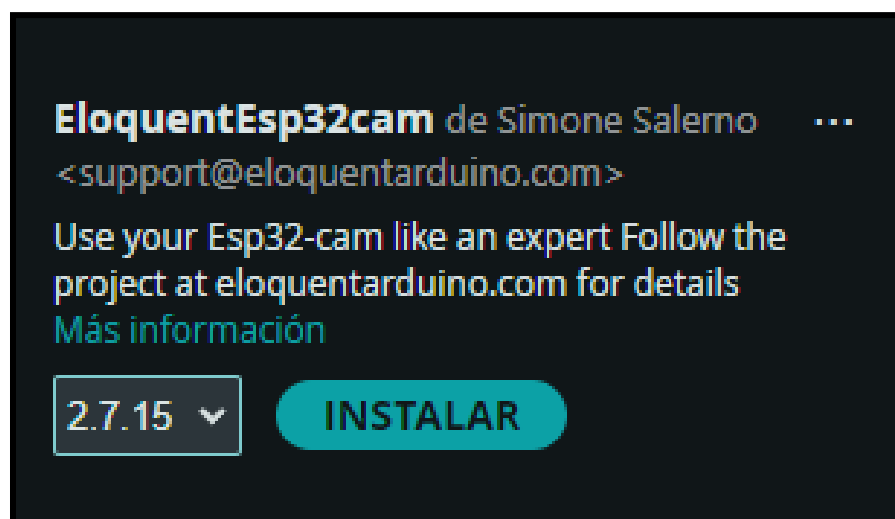 EloquentEsp32cam de Simone Salerno ...
<support@eloquentarduino.com>
Use your Esp32-cam like an expert Follow the
project at eloquentarduino.com for details
Más información
2.7.15 INSTALAR